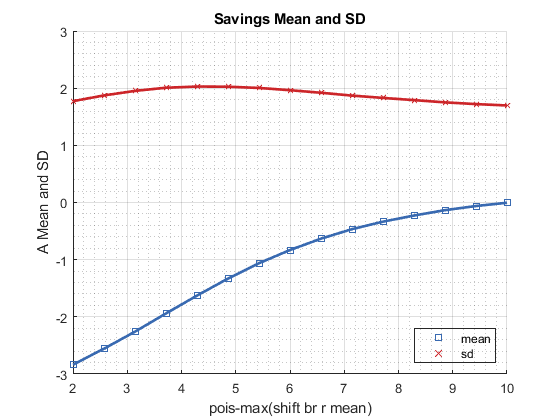 Savings Mean and SD
3
2
1
0
-1
-2
-3
A Mean and SD
2 3 4 5 6 7 8 9 10
pois-max(shift br r mean)
mean
sd